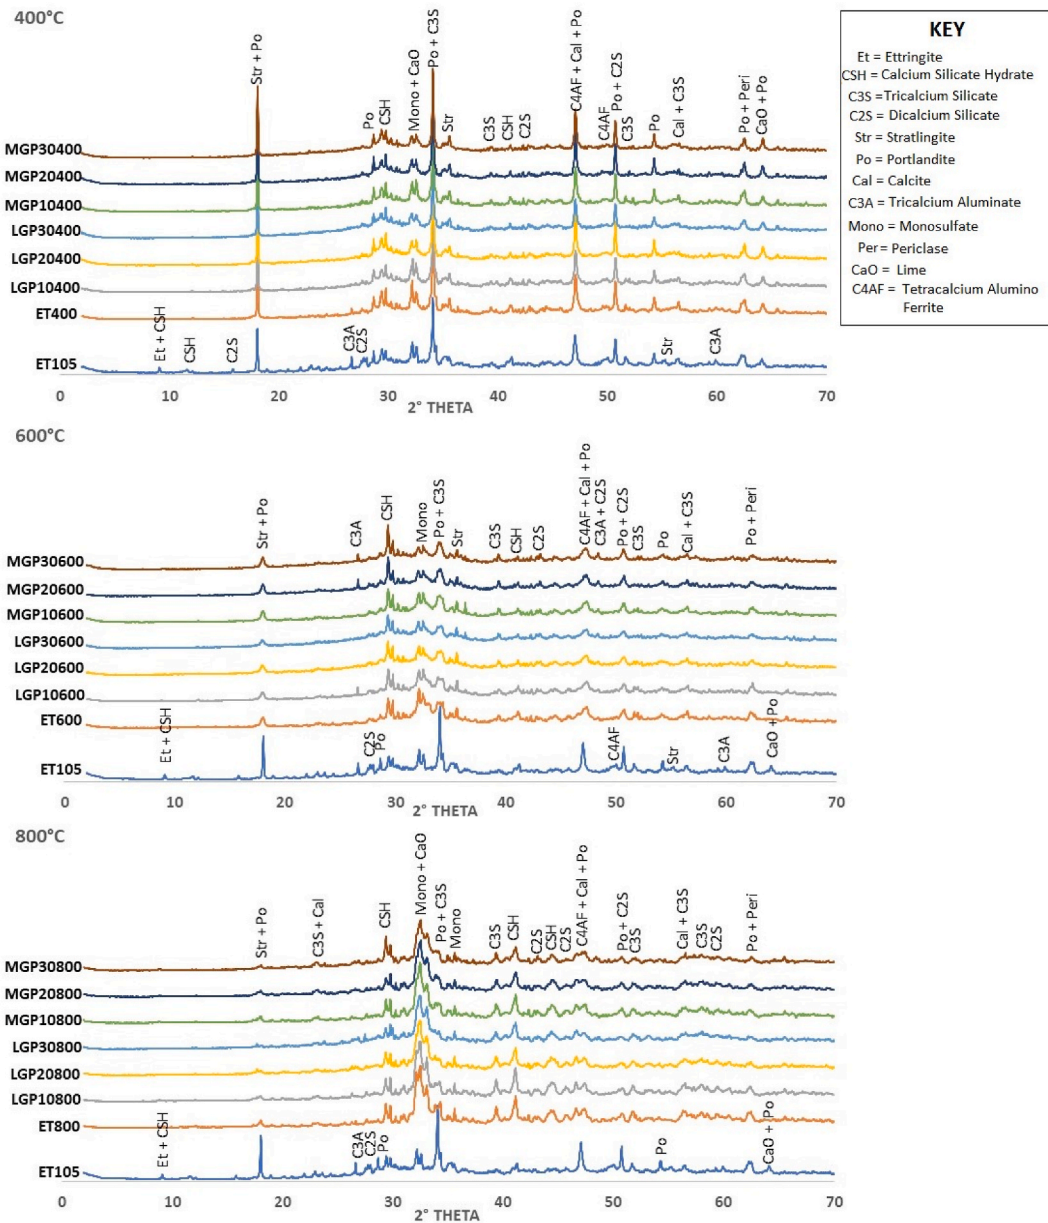 400°C
Str + Po
Po
CSH
Mono + CaO
Po + C3S
Str
C3S
CSH
C2S
C4AF + Cal + Po
C4AF
Po + C2S
C3S
Po
Cal + C3S
Po + Peri
CaO + Po
MGP30400
MGP20400
MGP10400
LGP30400
LGP20400
LGP10400
ET400
Et + CSH
CSH
C2S
C3A
C2S
Str
C3A
ET105
0 10 20 30 40 50 60 70
2° THETA
KEY
Et = Ettringite
CSH = Calcium Silicate Hydrate
C3S =Tricalcium Silicate
C2S = Dicalcium Silicate
Str = Stratlingite
Po = Portlandite
Cal = Calcite
C3A = Tricalcium Aluminate
Mono = Monosulfate
Per= Periclase
CaO = Lime
C4AF = Tetracalcium Alumino
Ferrite
600°C
Str + Po
C3A
CSH
Mono
Po + C3S
Str
C3S
CSH
C2S
C4AF + Cal + Po
C3A + C2S
Po + C2S
C3S
Po
Cal + C3S
Po + Peri
MGP30600
MGP20600
MGP10600
LGP30600
LGP20600
LGP10600
ET600
Et + CSH
C2S
Po
C4AF
Str
C3A
CaO + Po
ET105
0 10 20 30 40 50 60 70
2° THETA
800°C
Str + Po
C3S + Cal
CSH
Mono + CaO
Po + C3S
Mono
C3S
CSH
C2S
CSH
C2S
C4AF + Cal + Po
Po + C2S
C3S
Cal + C3S
C3S
C2S
Po + Peri
MGP30800
MGP20800
MGP10800
LGP30800
LGP20800
LGP10800
ET800
Et + CSH
C3A
C2S
Po
Po
CaO + Po
ET105
0 10 20 30 40 50 60 70
2° THETA